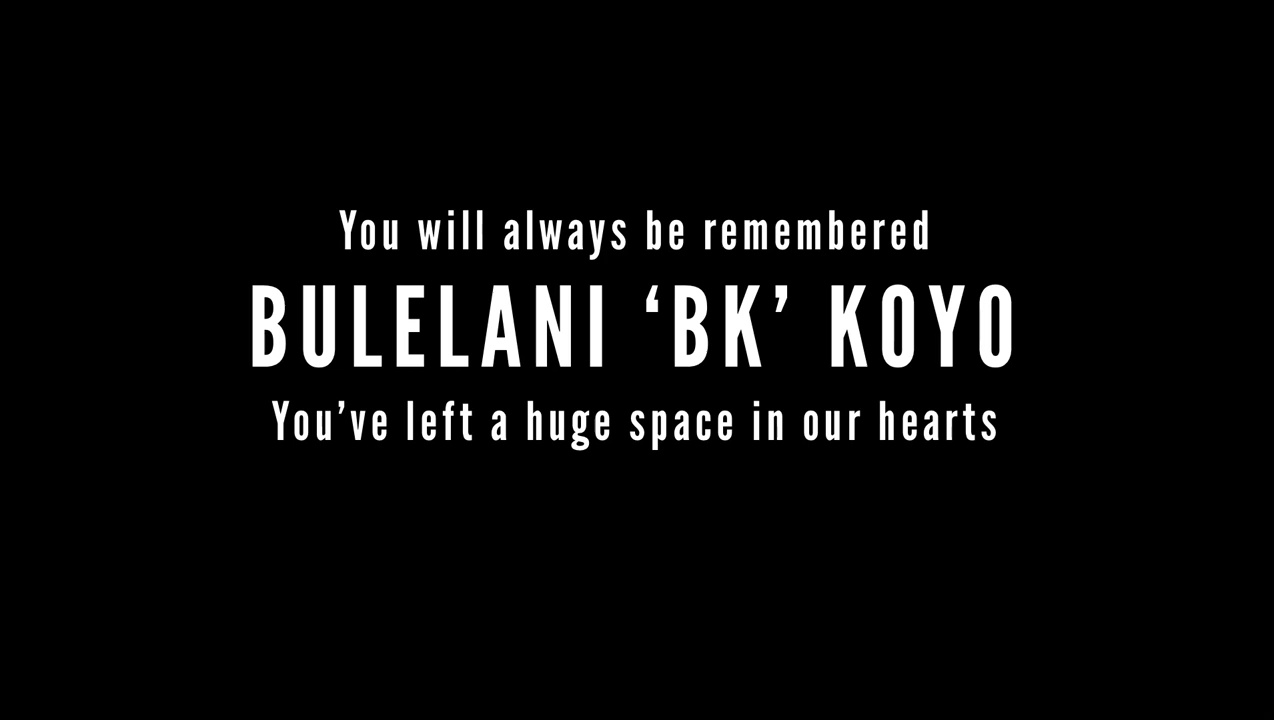 You will always be remembered
BULELANI ‘BK’ KOYO
You’ve left a huge space in our hearts